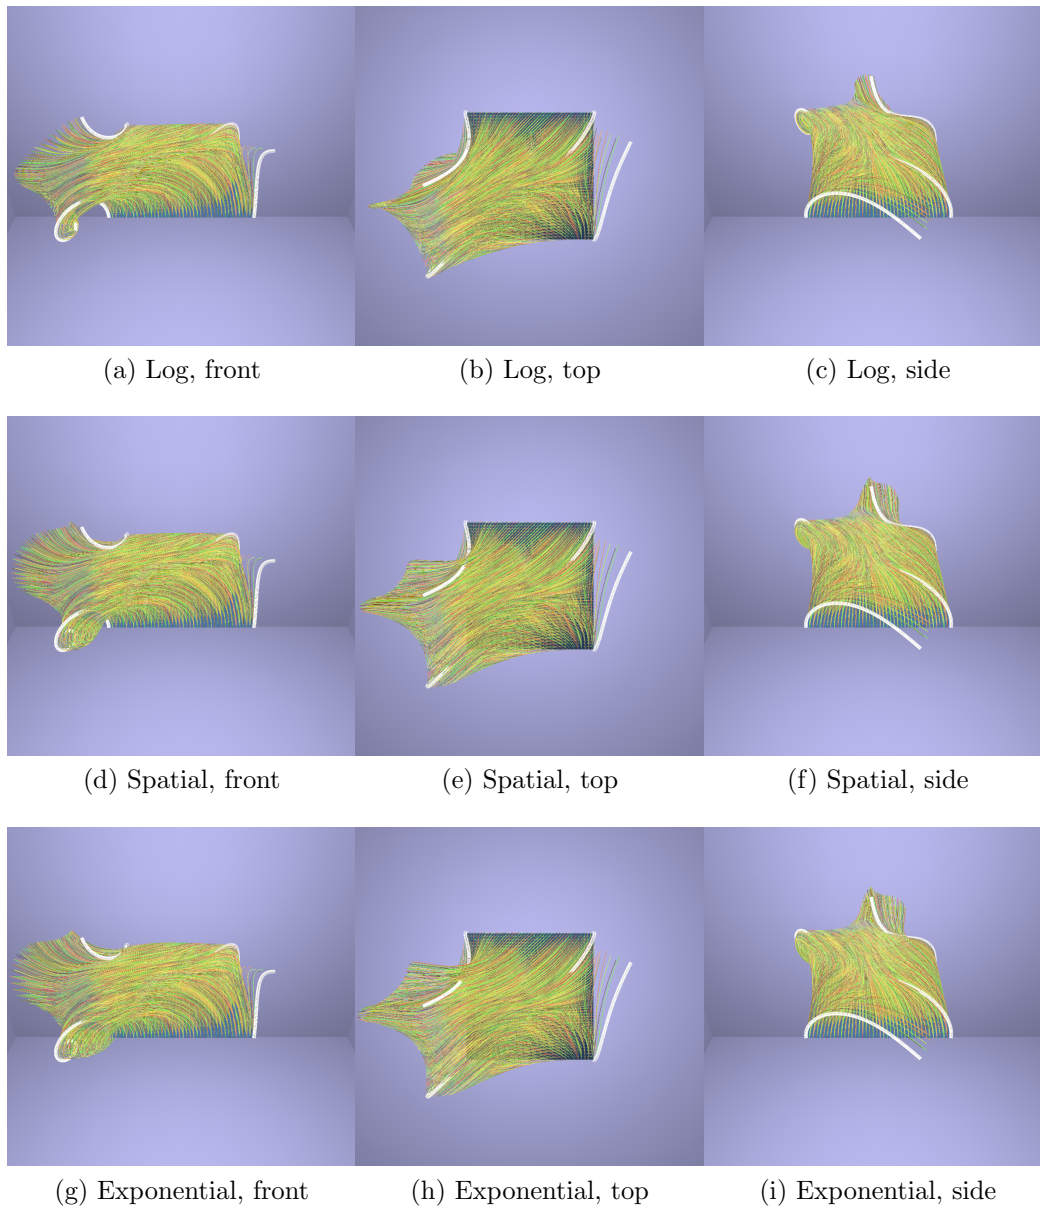 (a) Log, front
(b) Log, top
(c) Log, side
(d) Spatial, front
(e) Spatial, top
(f) Spatial, side
(g) Exponential, front
(h) Exponential, top
(i) Exponential, side